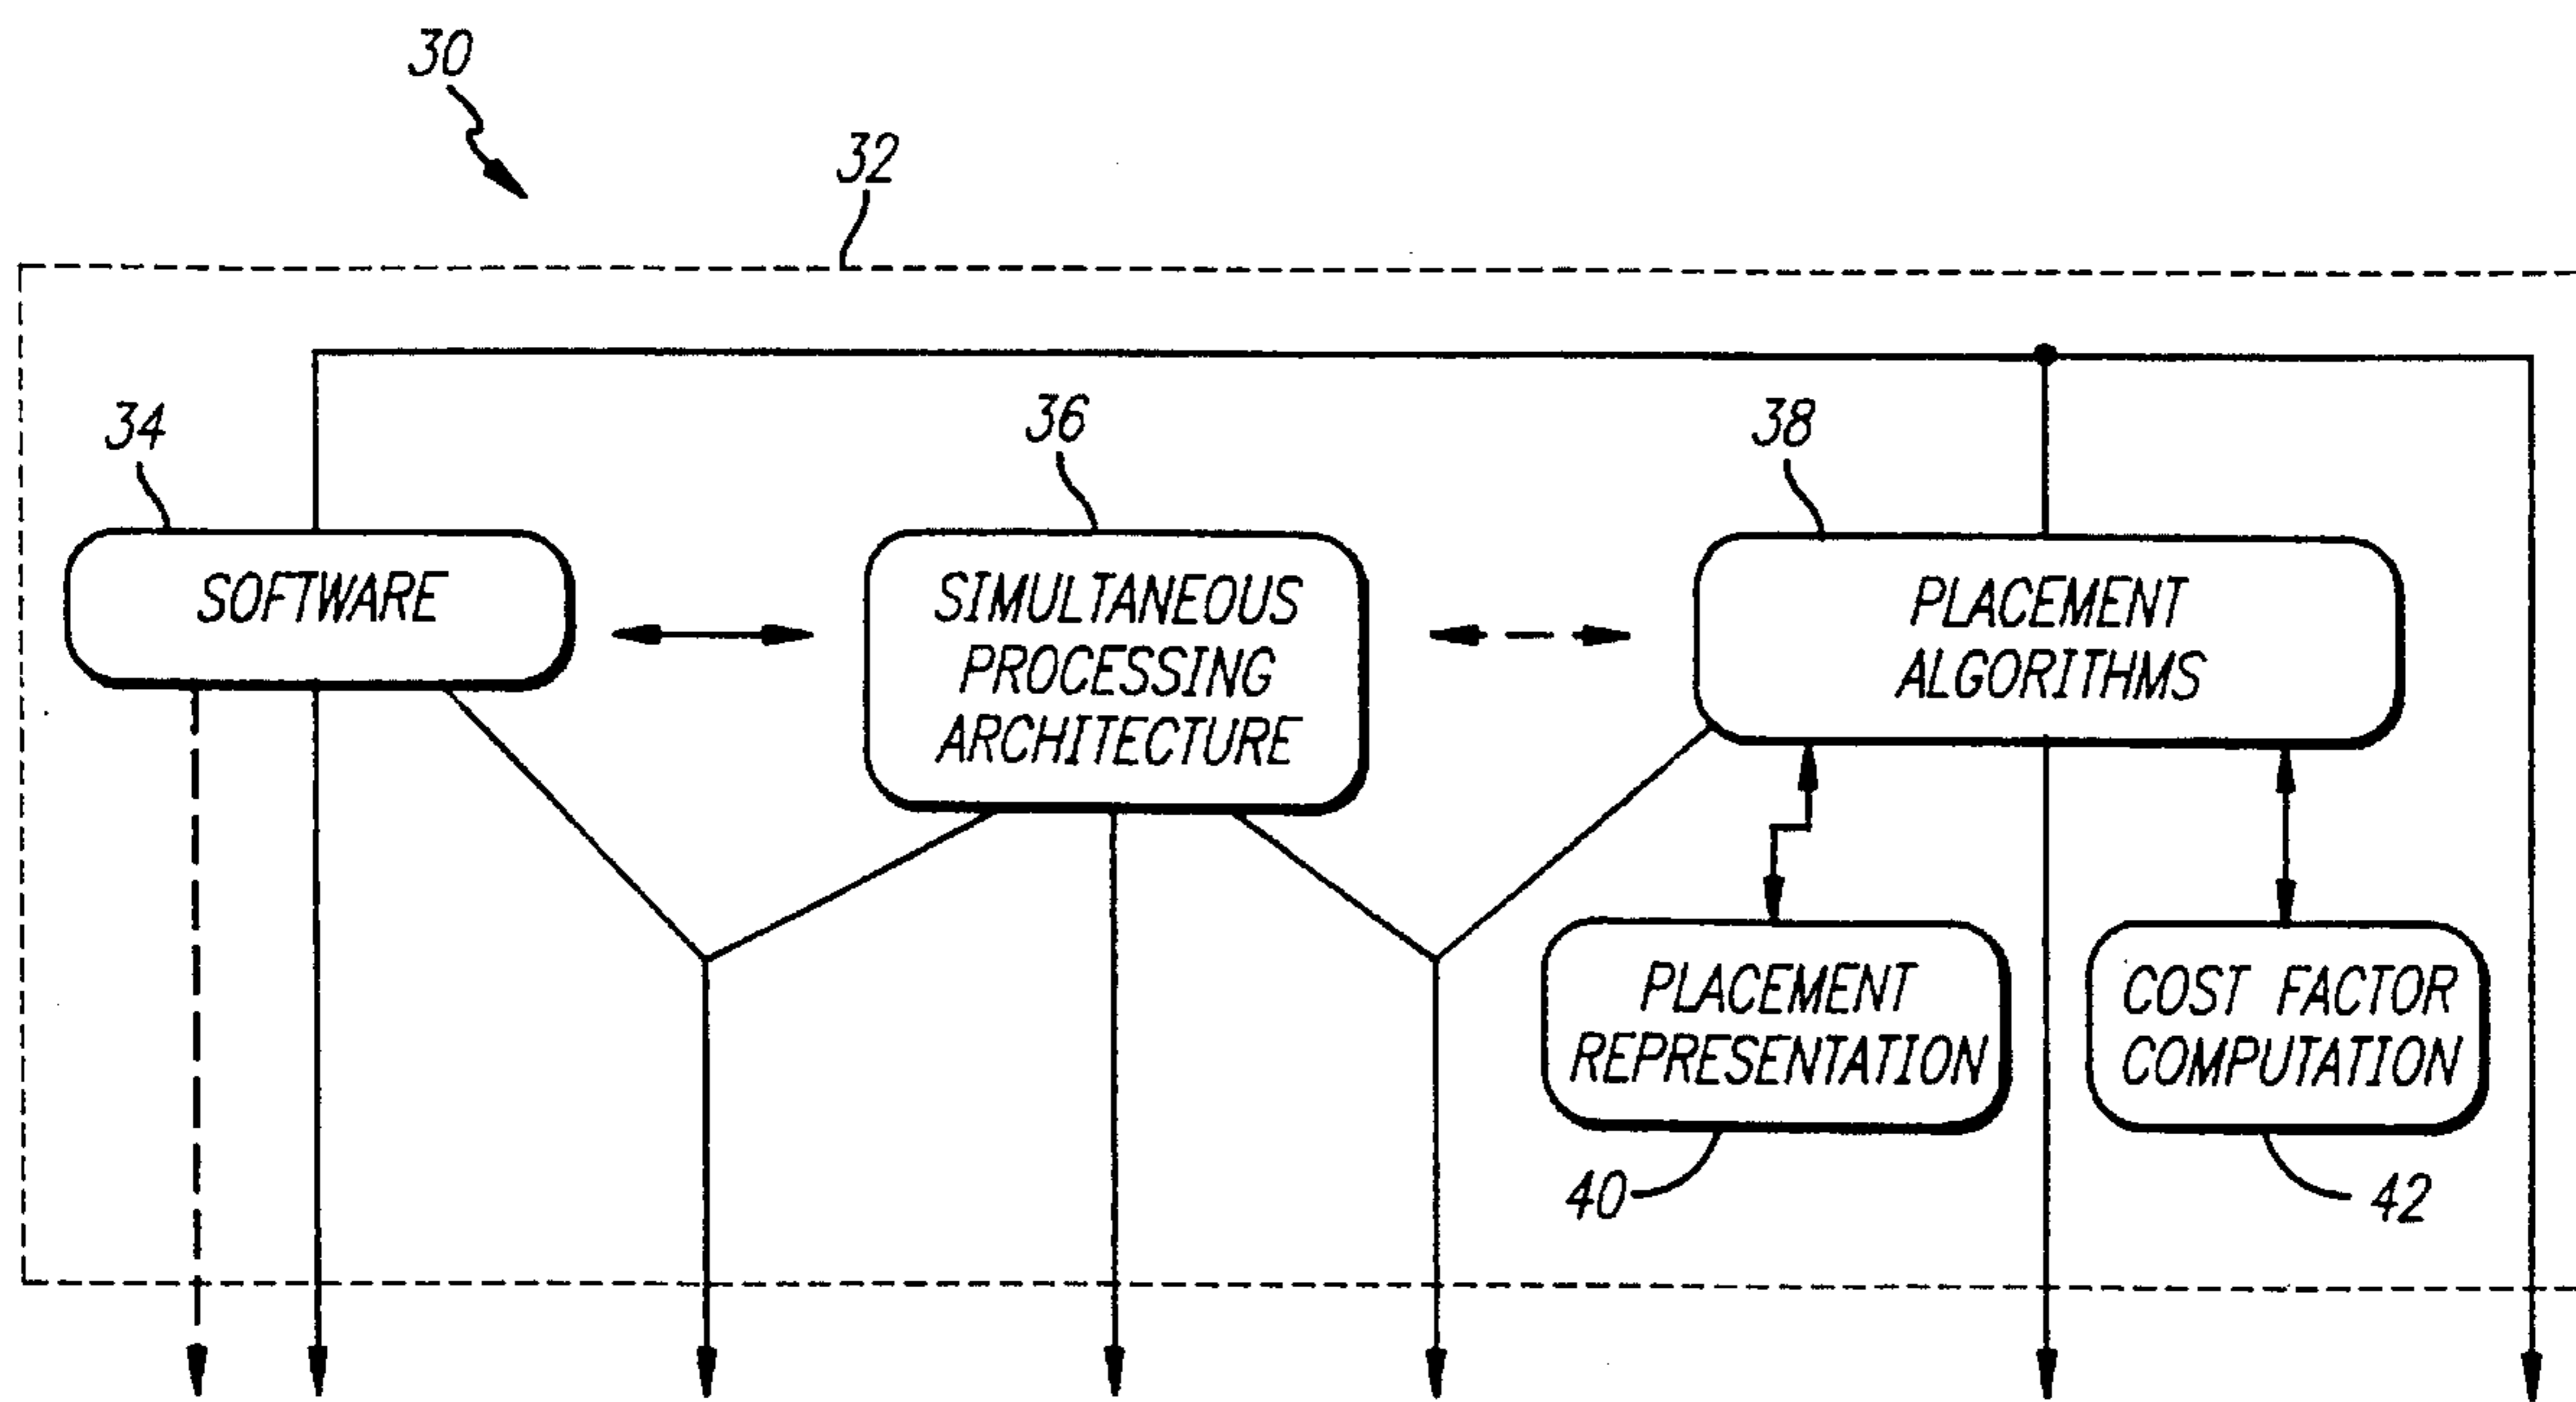 30
32
34
36
38
SOFTWARE
SIMULTANEOUS
PROCESSING
ARCHITECTURE
PLACEMENT
ALGORITHMS
PLACEMENT
REPRESENTATION
COST FACTOR
COMPUTATION
40
42